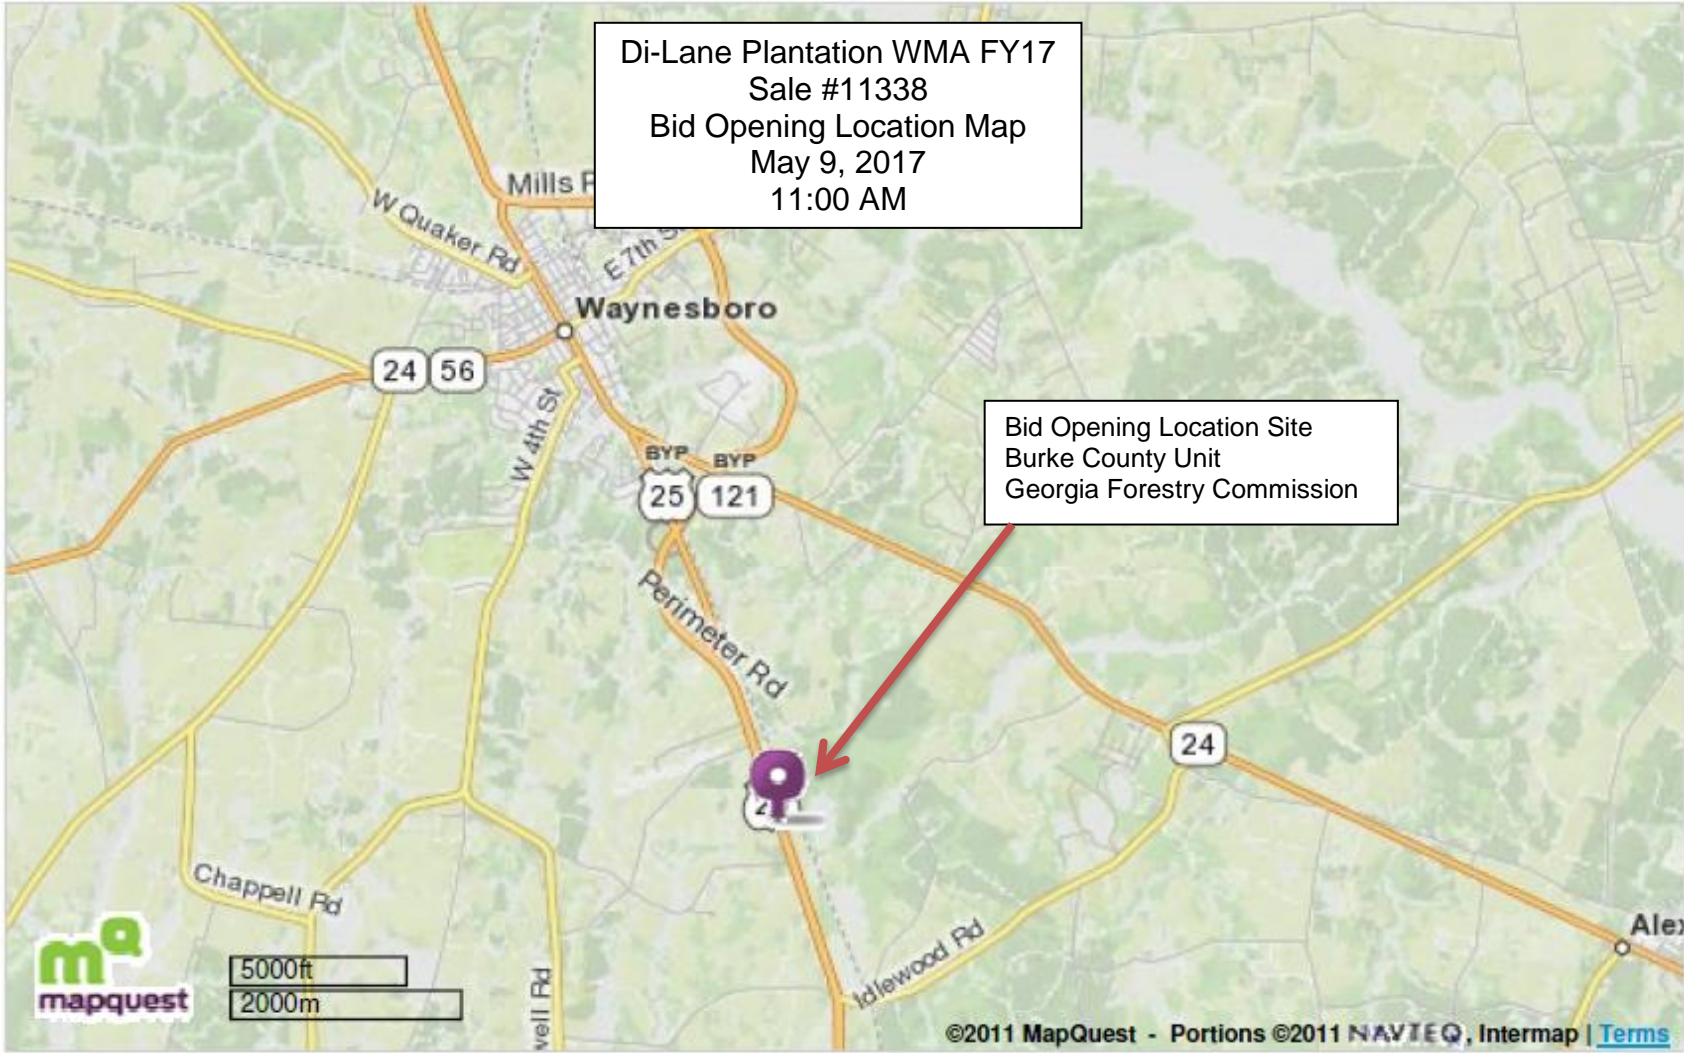 Di-Lane Plantation WMA FY17
Sale #11338
Bid Opening Location Map
May 9, 2017
11:00 AM
Mills
W Quaker Rd
E 7th
Waynesboro
24 56
W 4th St
BYP BYP
25 121
Bid Opening Location Site
Burke County Unit
Georgia Forestry Commission
Perimeter Rd
24
Chappell Rd
Idlewood Rd
Alex
well Rd
mapquest
5000ft
2000m
©2011 MapQuest - Portions ©2011 NAVTEQ, Intermap | Terms